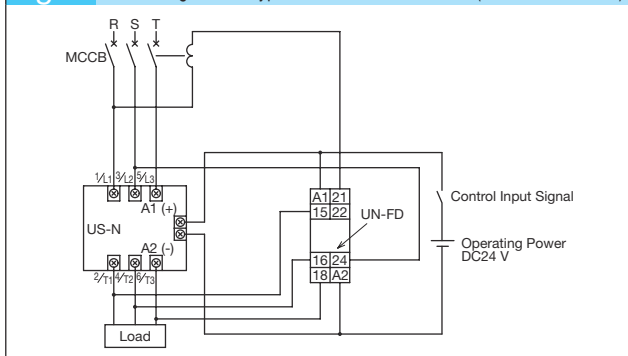 R S T
MCCB
1/L1 3/L2 5/L3
A1 (+)
US-N
A2 (-)
2/T1 4/T2 6/T3
Load
A1 21
15 22
UN-FD
16 24
18 A2
Control Input Signal
Operating Power
DC24 V